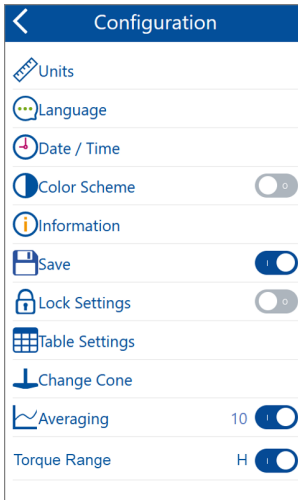 Configuration
Units
Language
Date / Time
Color Scheme
Information
Save
Lock Settings
Table Settings
Change Cone
Averaging 10
Torque Range H